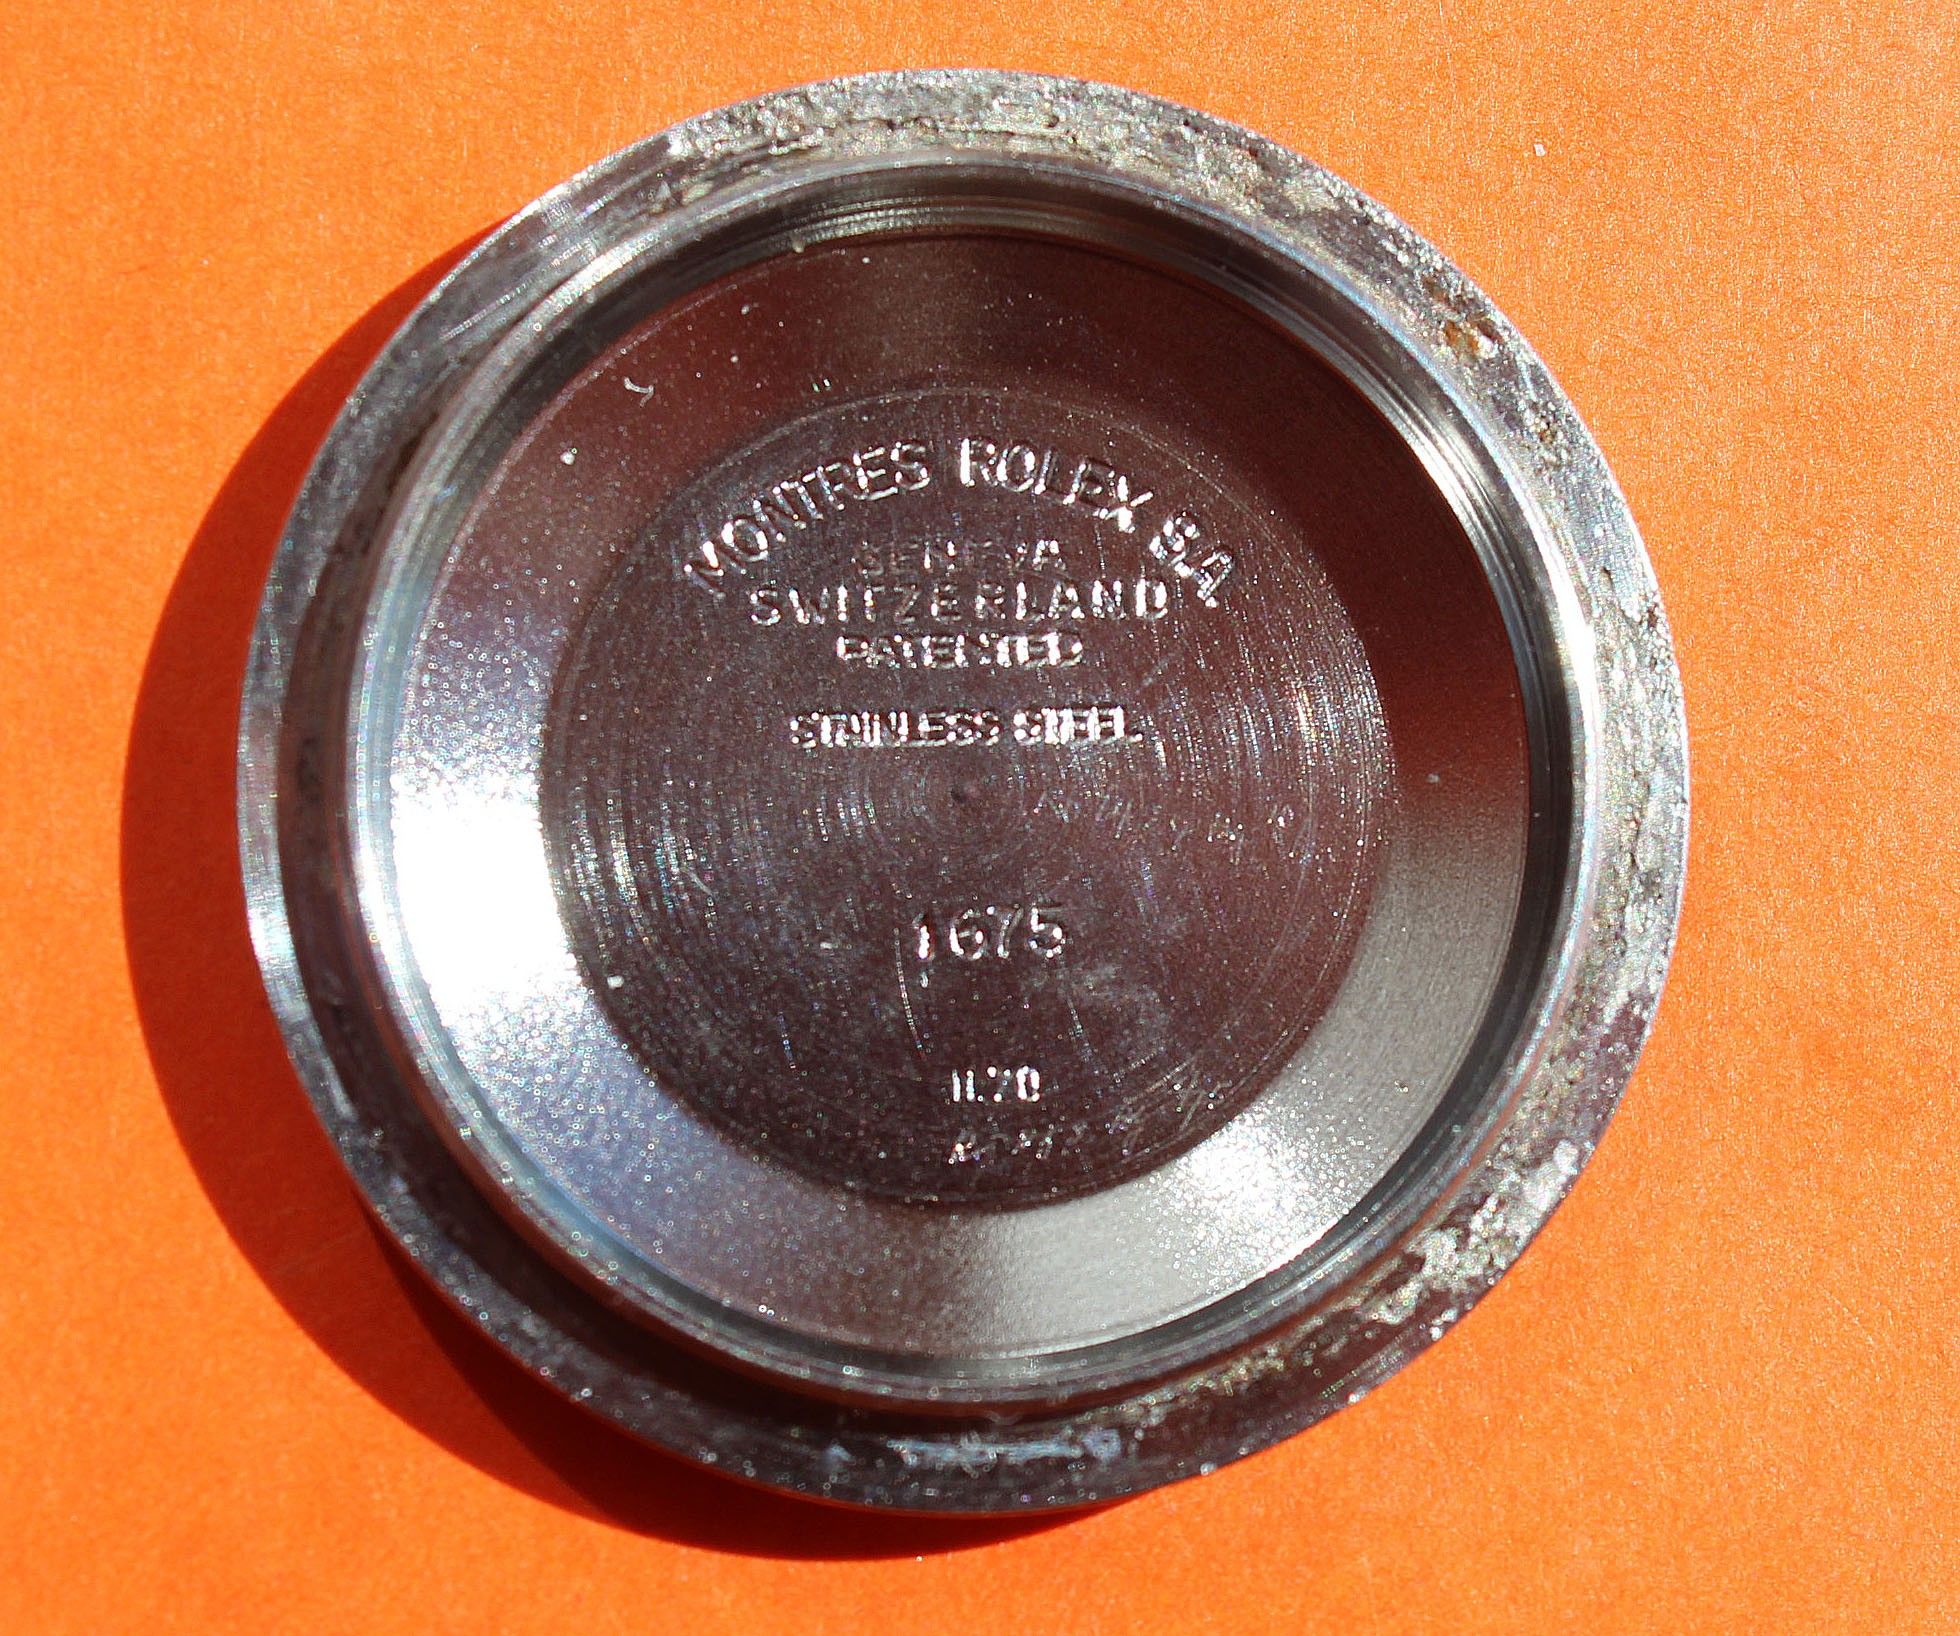 MONTRES ROLEX S.A.
GENEVA
SWITZERLAND
PATENTED
STAINLESS STEEL
1675
II.70